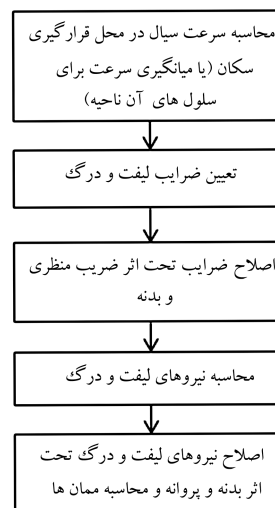 محاسبه سرعت سیال در محل قرارگیری
سکان (یا میانگیری سرعت برای
سلول های آن ناحیه)
تعیین ضرایب لیفت و درگ
اصلاح ضرایب تحت اثر ضریب منظری
و بدنه
محاسبه نیروهای لیفت و درگ
اصلاح نیروهای لیفت و درگ تحت
اثر بدنه و پروانه و محاسبه ممان ها